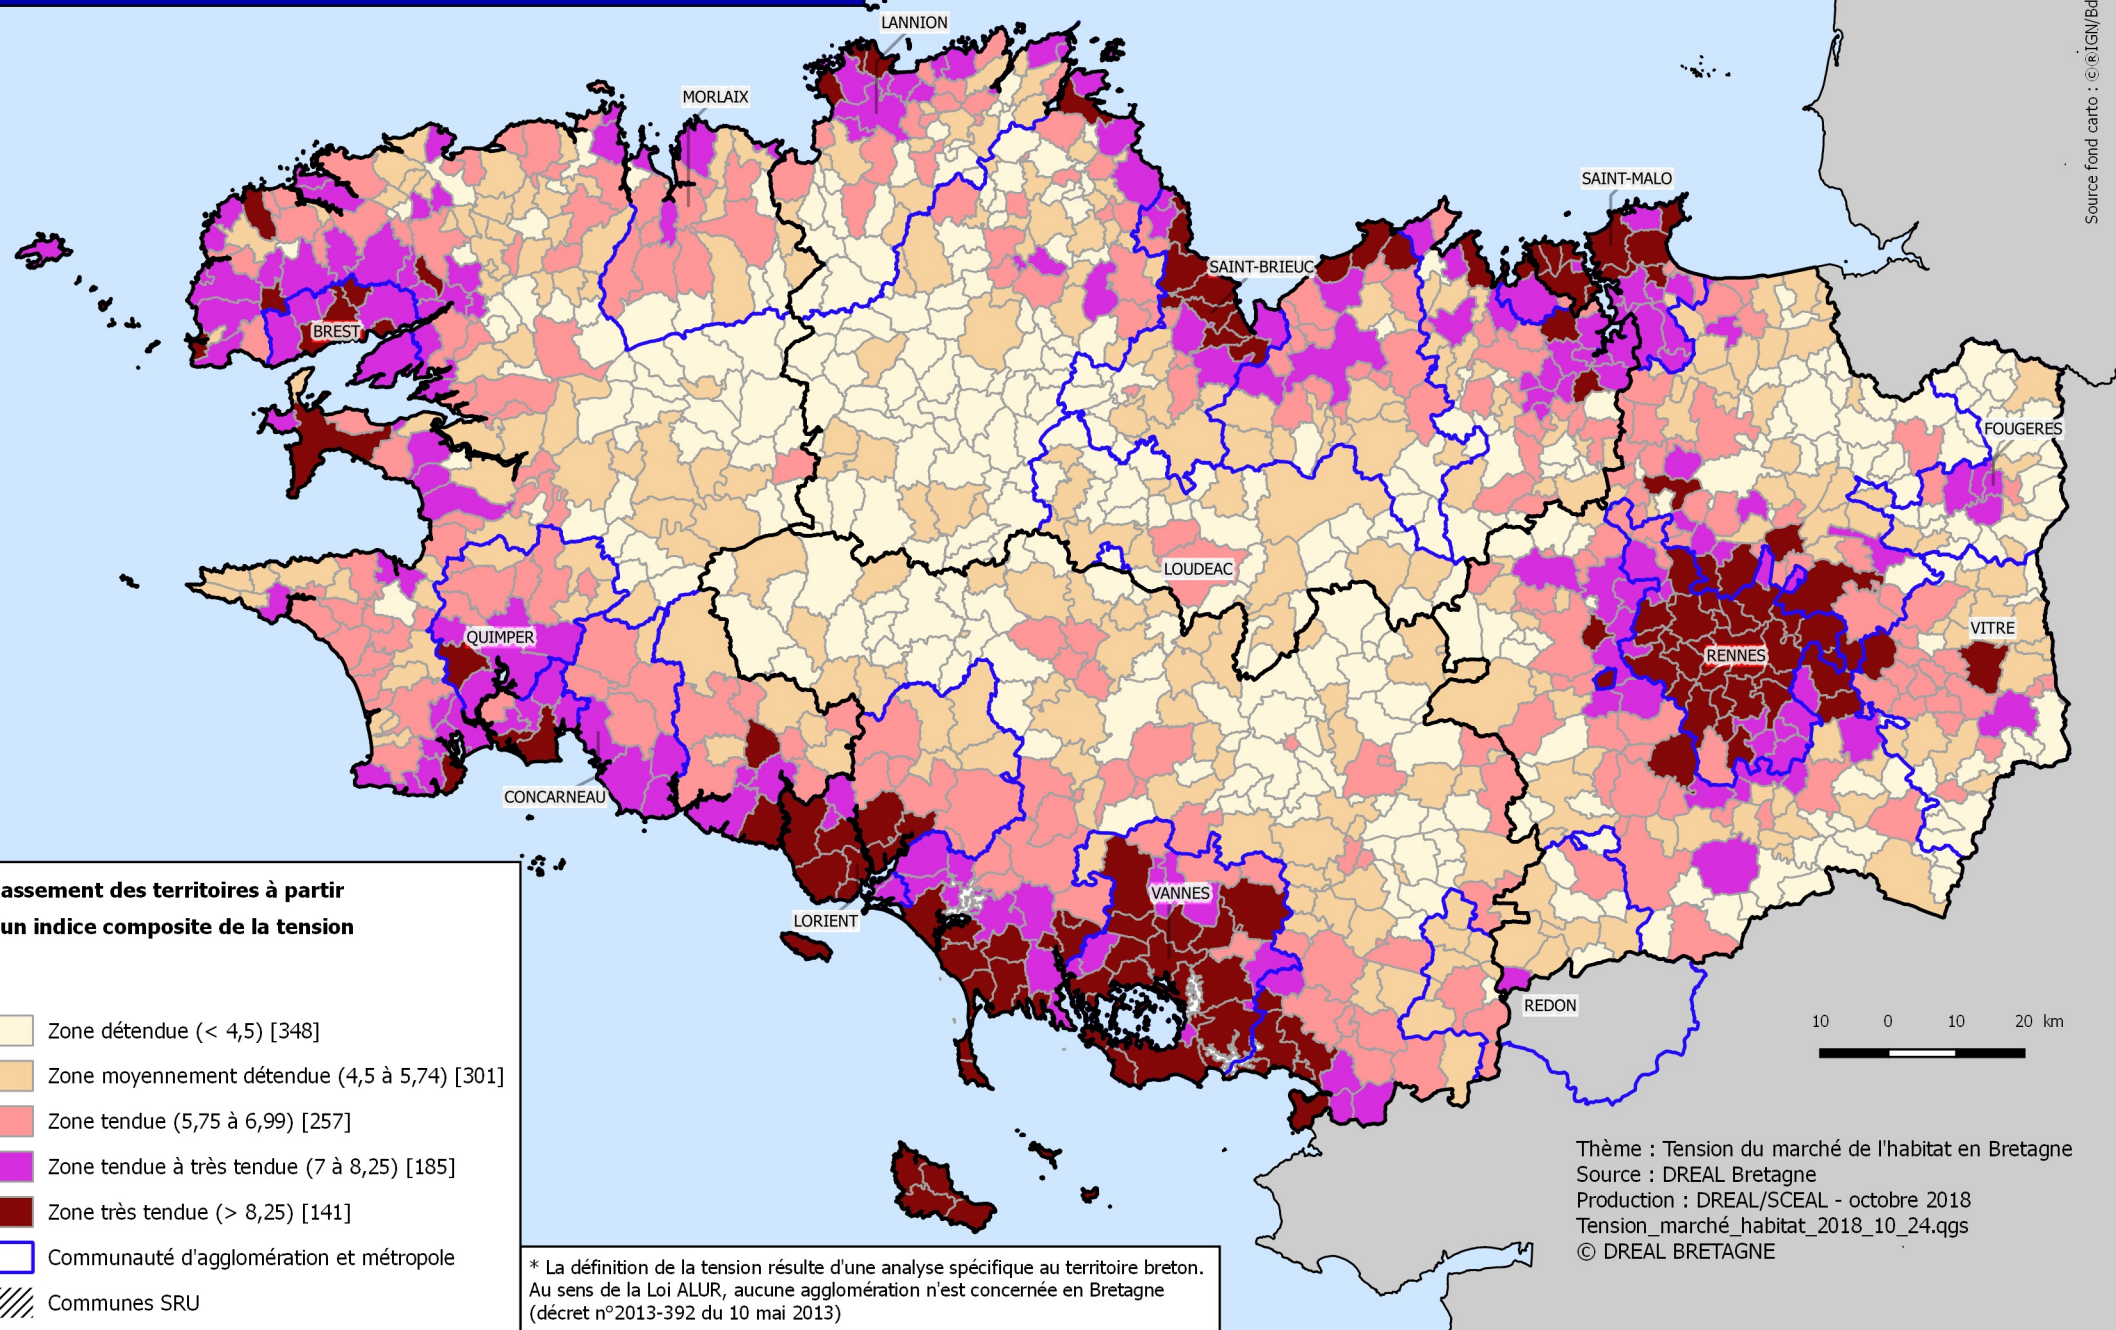 LANNION
MORLAIX
SAINT-MALO
SAINT-BRIEUC
BREST
FOUGERES
LOUDEAC
QUIMPER
VITRE
RENNES
CONCARNEAU
VANNES
LORIENT
REDON
Source fond carto : ©®IGN/Bd
assement des territoires à partir
un indice composite de la tension
Zone détendue (< 4,5) [348]
Zone moyennement détendue (4,5 à 5,74) [301]
Zone tendue (5,75 à 6,99) [257]
Zone tendue à très tendue (7 à 8,25) [185]
Zone très tendue (> 8,25) [141]
Communauté d'agglomération et métropole
Communes SRU
* La définition de la tension résulte d'une analyse spécifique au territoire breton.
Au sens de la Loi ALUR, aucune agglomération n'est concernée en Bretagne
(décret n°2013-392 du 10 mai 2013)
10 0 10 20 km
Thème : Tension du marché de l'habitat en Bretagne
Source : DREAL Bretagne
Production : DREAL/SCEAL - octobre 2018
Tension_marché_habitat_2018_10_24.qgs
© DREAL BRETAGNE